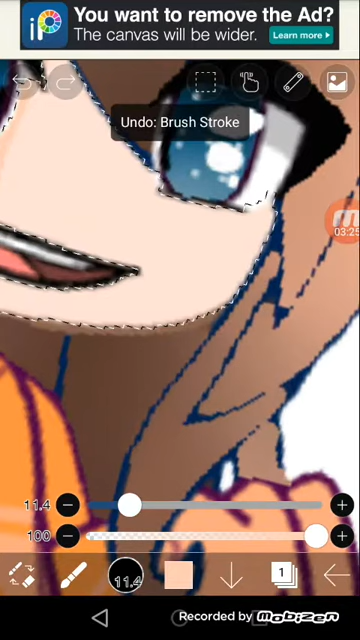 You want to remove the Ad?
The canvas will be wider.
Learn more
iP
Undo: Brush Stroke
03:25
11.4
100
11.4
1
Recorded by Mobizen